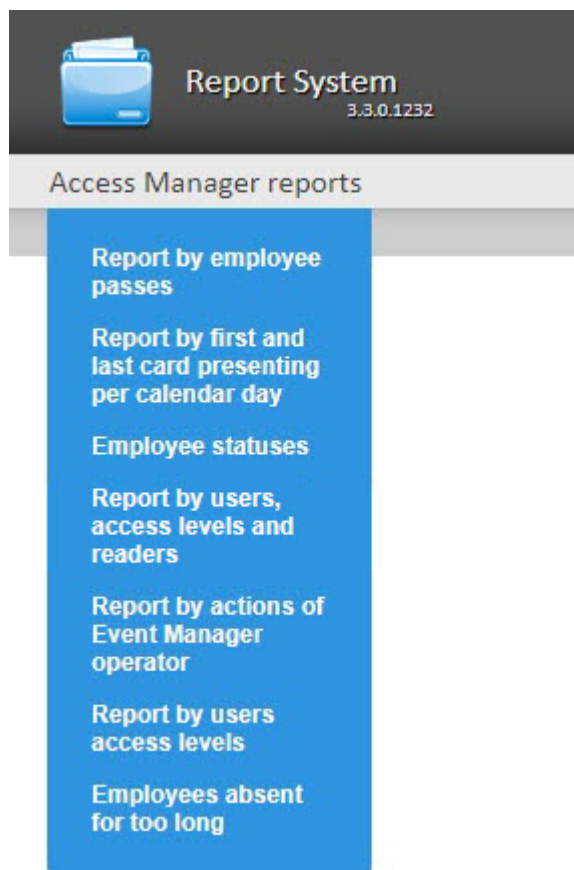 Report System
3.3.0.1232
Access Manager reports
Report by employee
passes
Report by first and
last card presenting
per calendar day
Employee statuses
Report by users,
access levels and
readers
Report by actions of
Event Manager
operator
Report by users
access levels
Employees absent
for too long